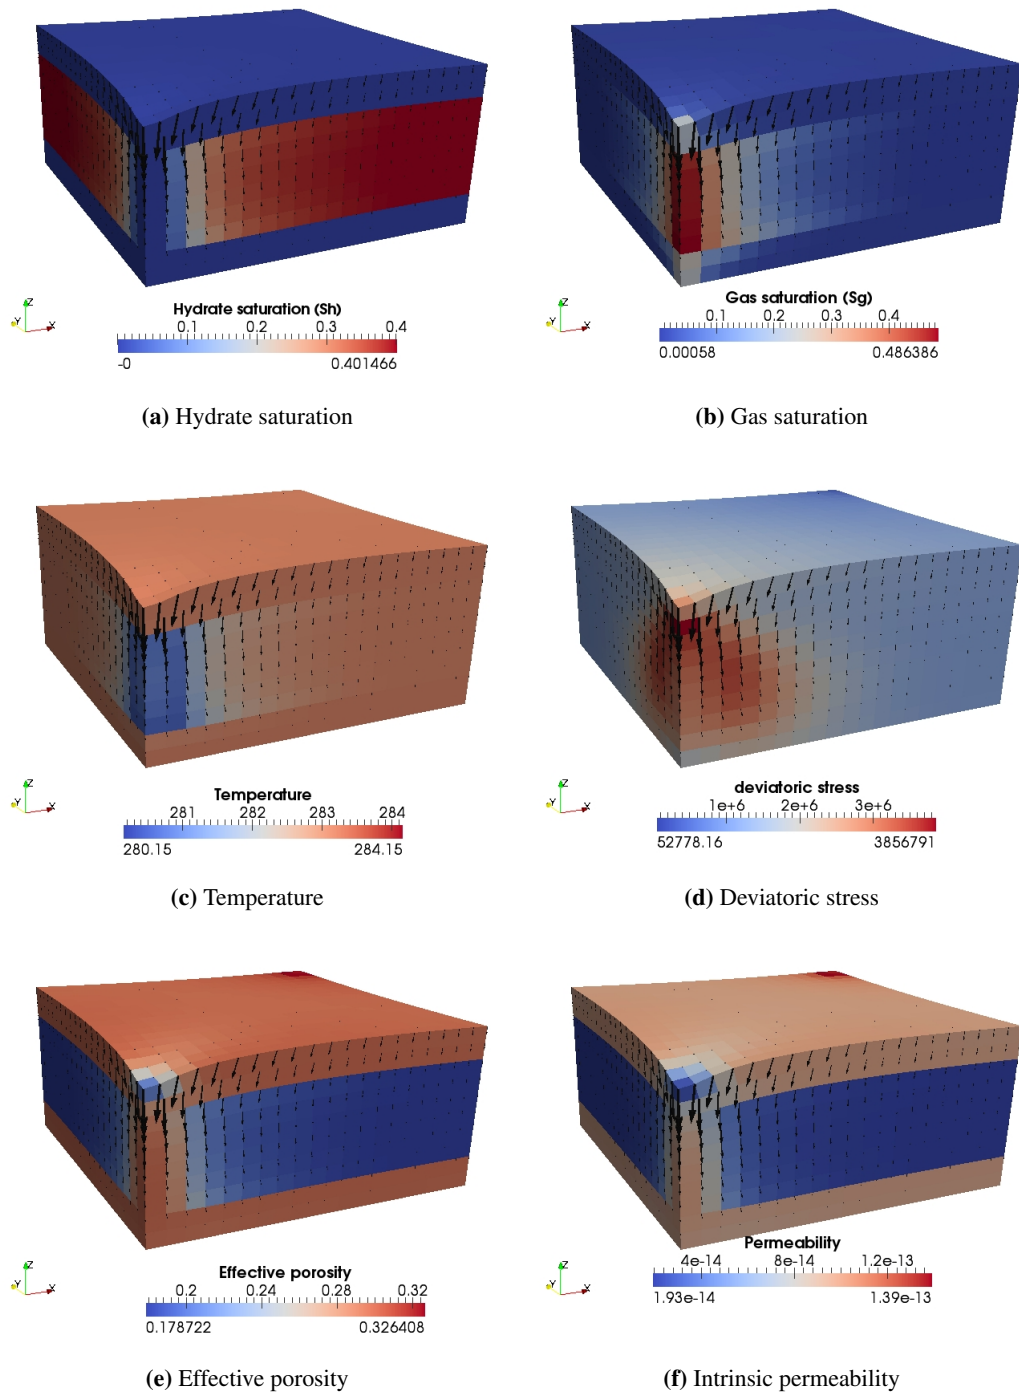 Z
Y
X
Hydrate saturation (Sh)
0.1 0.2 0.3 0.4
-0 0.401466
(a) Hydrate saturation
Z
Y
X
Gas saturation (Sg)
0.1 0.2 0.3 0.4
0.00058 0.486386
(b) Gas saturation
Z
Y
X
Temperature
281 282 283 284
280.15 284.15
(c) Temperature
Z
Y
X
deviatoric stress
1e+6 2e+6 3e+6
52778.16 3856791
(d) Deviatoric stress
Z
Y
X
Effective porosity
0.2 0.24 0.28 0.32
0.178722 0.326408
(e) Effective porosity
Z
Y
X
Permeability
4e-14 8e-14 1.2e-13
1.93e-14 1.39e-13
(f) Intrinsic permeability